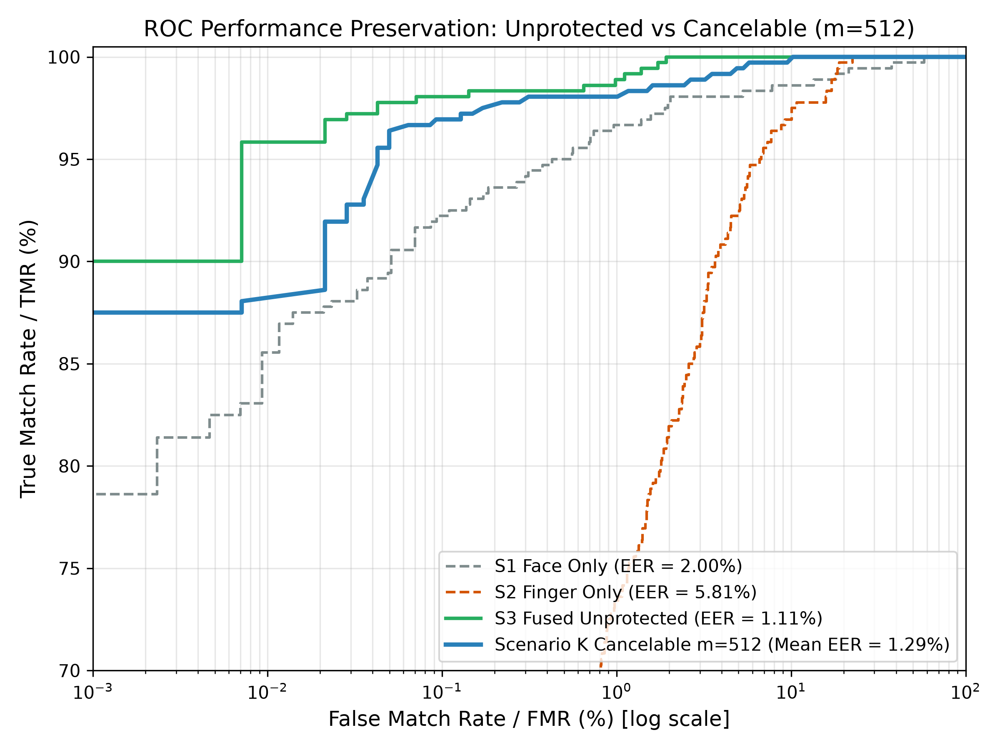 ROC Performance Preservation: Unprotected vs Cancelable (m=512)
True Match Rate / TMR (%)
100
95
90
85
80
75
70
S1 Face Only (EER = 2.00%)
S2 Finger Only (EER = 5.81%)
S3 Fused Unprotected (EER = 1.11%)
Scenario K Cancelable m=512 (Mean EER = 1.29%)
10⁻³ 10⁻² 10⁻¹ 10⁰ 10¹ 10²
False Match Rate / FMR (%) [log scale]